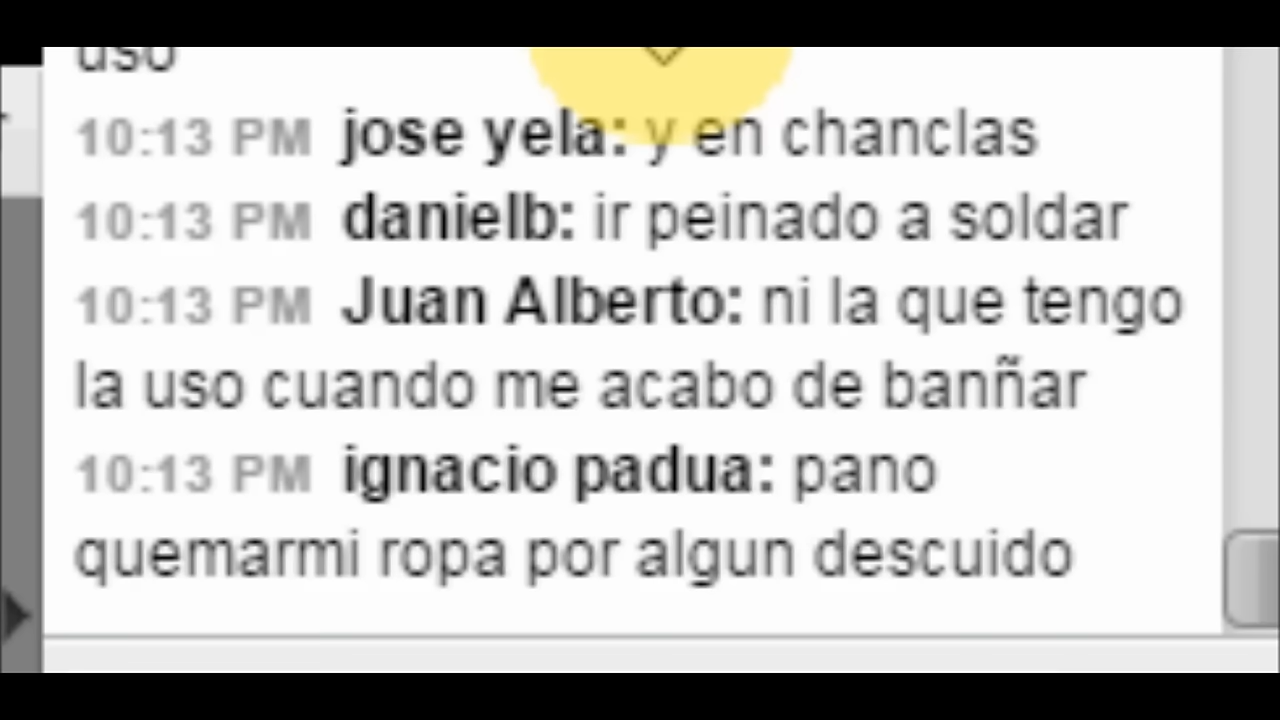 uso
10:13 PM jose yela: y en chanclas
10:13 PM danielb: ir peinado a soldar
10:13 PM Juan Alberto: ni la que tengo
la uso cuando me acabo de banñar
10:13 PM ignacio padua: pano
quemarmi ropa por algun descuido